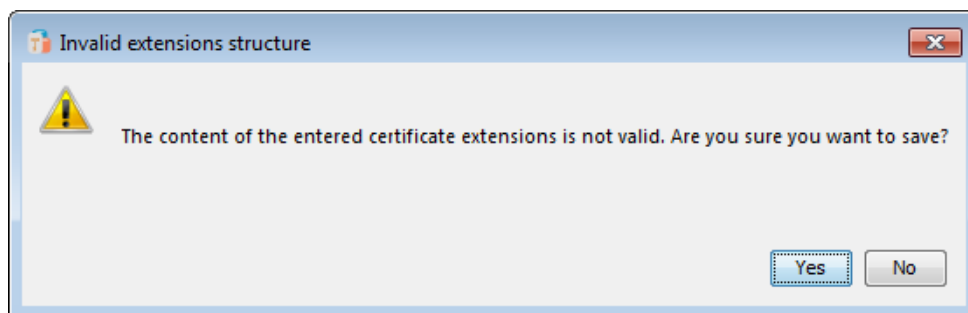 Invalid extensions structure
The content of the entered certificate extensions is not valid. Are you sure you want to save?
Yes
No